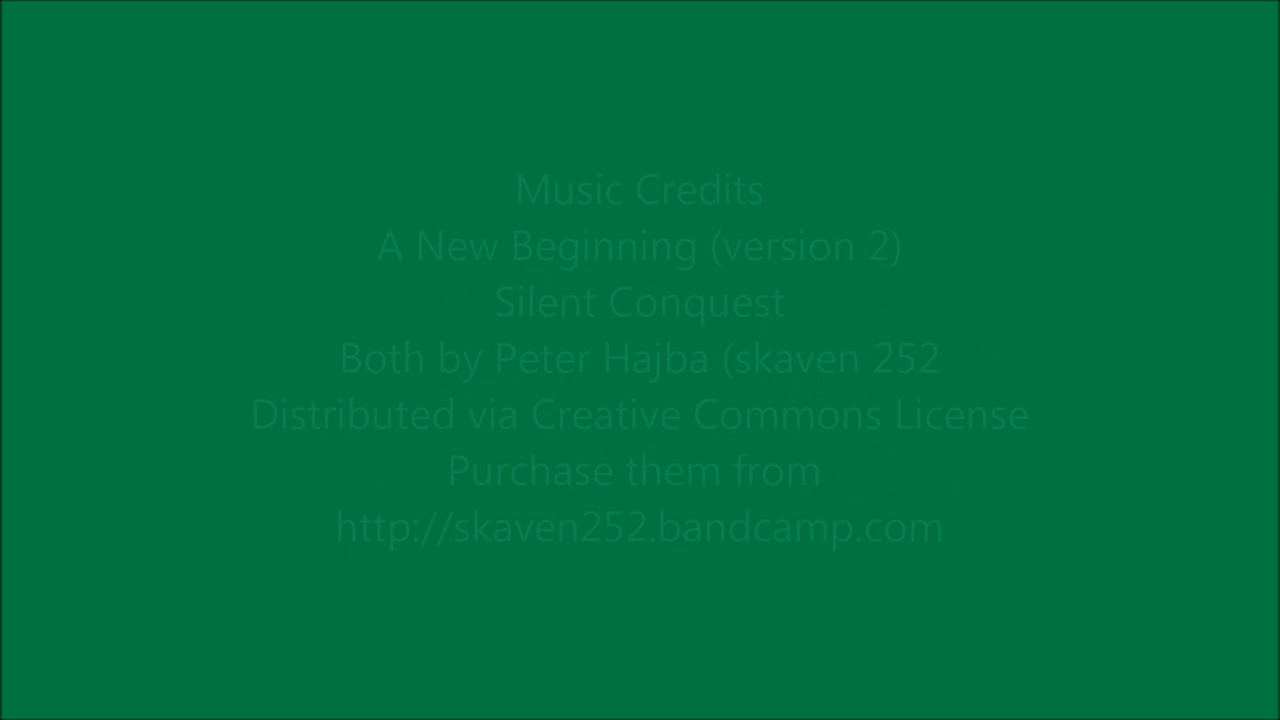 Music Credits
A New Beginning (version 2)
Silent Conquest
Both by Peter Hajba (skaven 252
Distributed via Creative Commons License
Purchase them from
http://skaven252.bandcamp.com